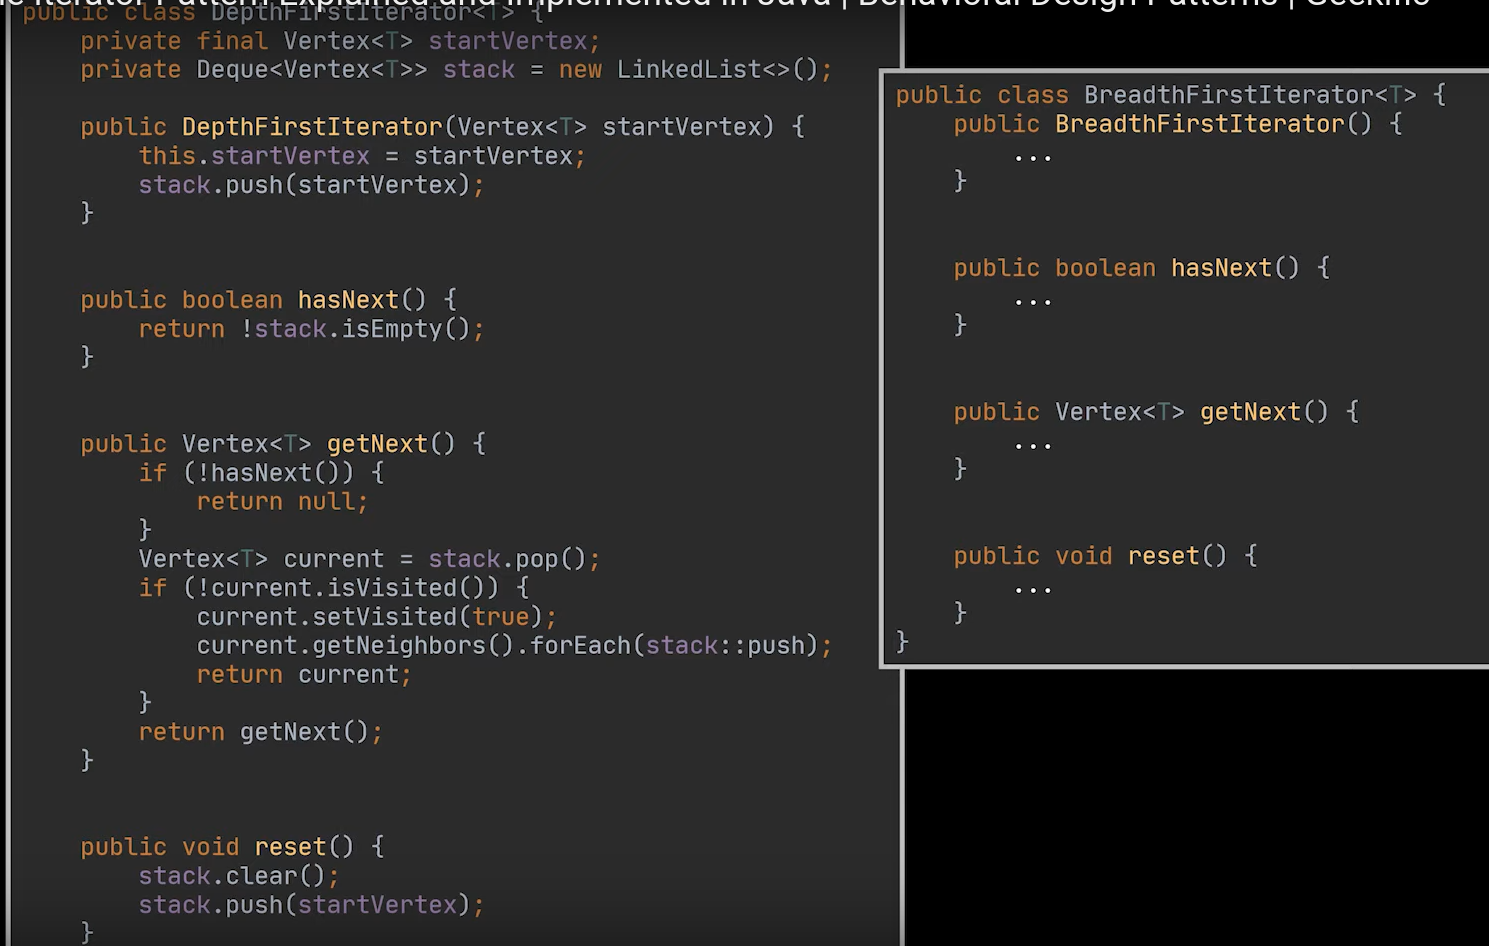 e Iterator Pattern Explained and Implemented in Java | Behavioral Design Patterns | Geekific
public class DepthFirstIterator<T> {
private final Vertex<T> startVertex;
private Deque<Vertex<T>> stack = new LinkedList<>();
public DepthFirstIterator(Vertex<T> startVertex) {
this.startVertex = startVertex;
stack.push(startVertex);
}
public boolean hasNext() {
return !stack.isEmpty();
}
public Vertex<T> getNext() {
if (!hasNext()) {
return null;
}
Vertex<T> current = stack.pop();
if (!current.isVisited()) {
current.setVisited(true);
current.getNeighbors().forEach(stack::push);
return current;
}
return getNext();
}
public void reset() {
stack.clear();
stack.push(startVertex);
}
public class BreadthFirstIterator<T> {
public BreadthFirstIterator() {
...
}
public boolean hasNext() {
...
}
public Vertex<T> getNext() {
...
}
public void reset() {
...
}
}